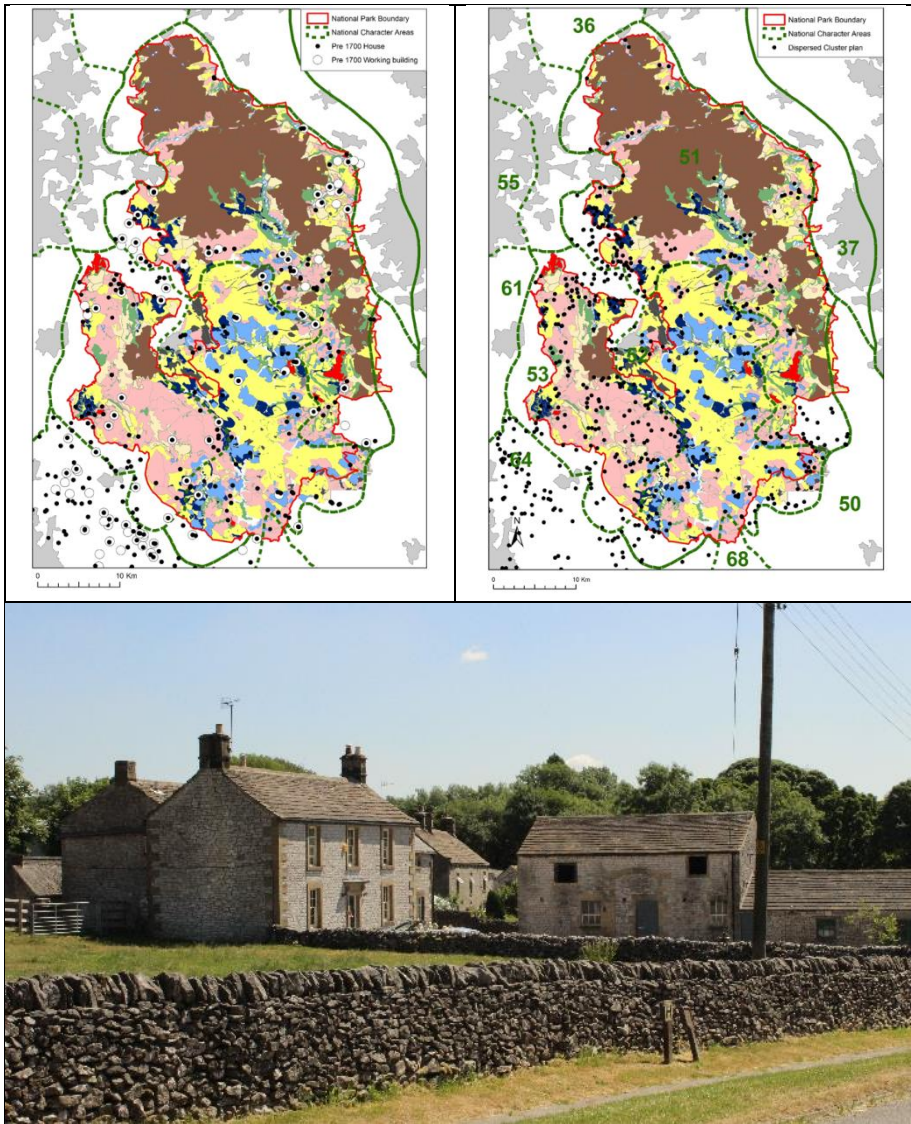 National Park Boundary
National Character Areas
Pre 1700 House
Pre 1700 Working building
0 10 Km
National Park Boundary
National Character Areas
Dispersed Cluster plan
36
51
55
37
61
53
64
50
68
N
0 10 Km